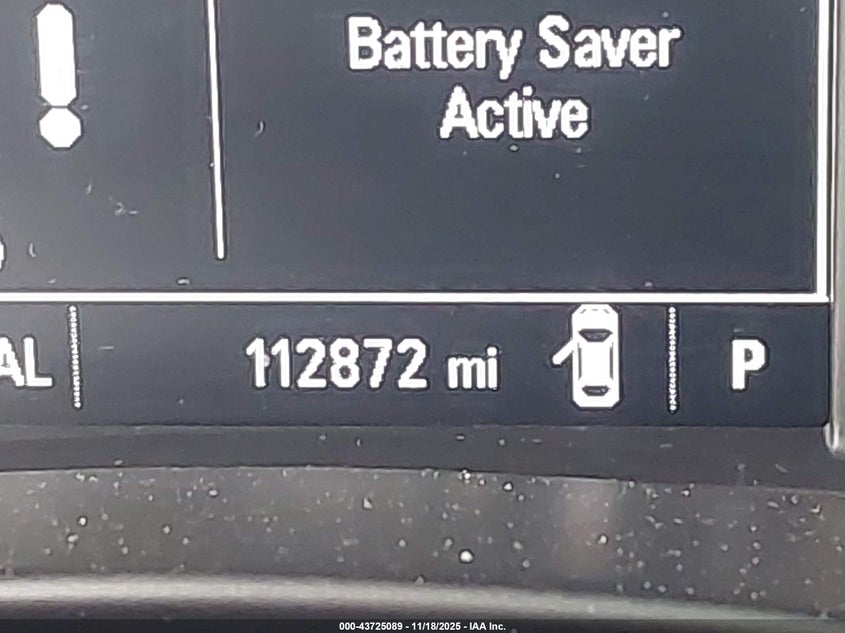 Battery Saver
Active
AL
112872 mi
P
000-43725089 - 11/18/2025 - IAA Inc.